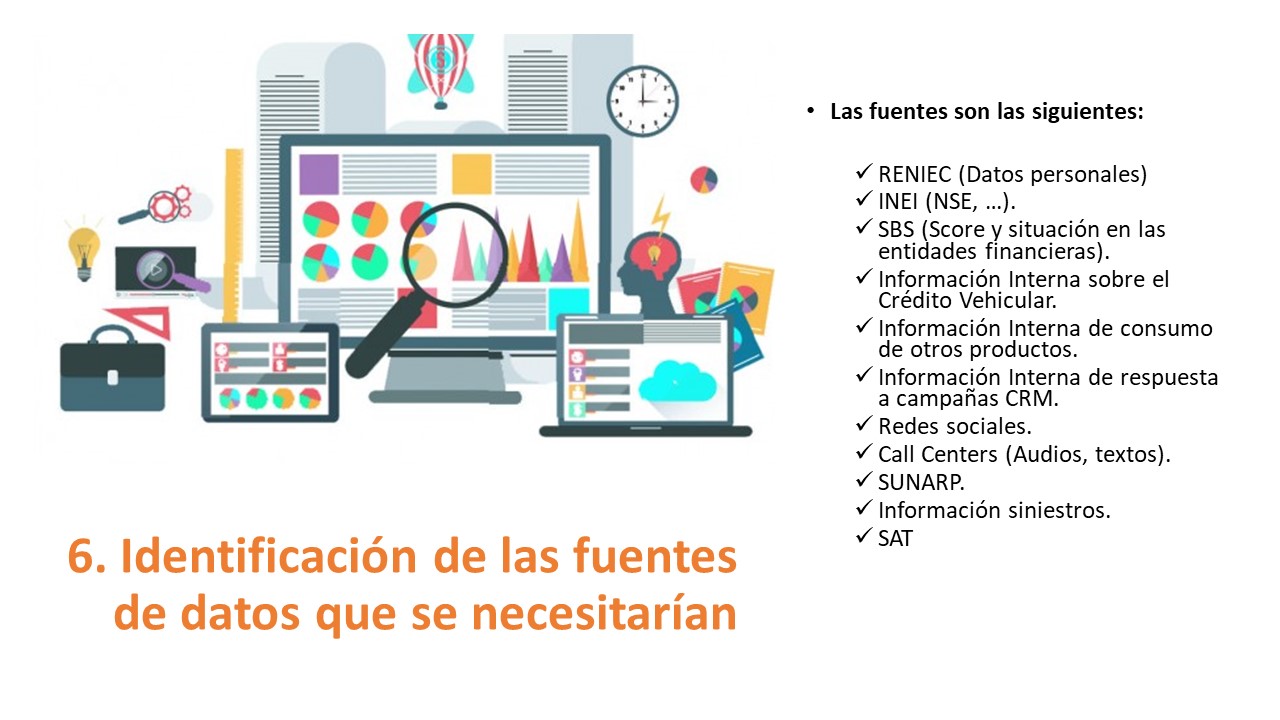 • Las fuentes son las siguientes:
✓ RENIEC (Datos personales)
✓ INEI (NSE, …).
✓ SBS (Score y situación en las
entidades financieras).
✓ Información Interna sobre el
Crédito Vehicular.
✓ Información Interna de consumo
de otros productos.
✓ Información Interna de respuesta
a campañas CRM.
✓ Redes sociales.
✓ Call Centers (Audios, textos).
✓ SUNARP.
✓ Información siniestros.
✓ SAT
6. Identificación de las fuentes
de datos que se necesitarían